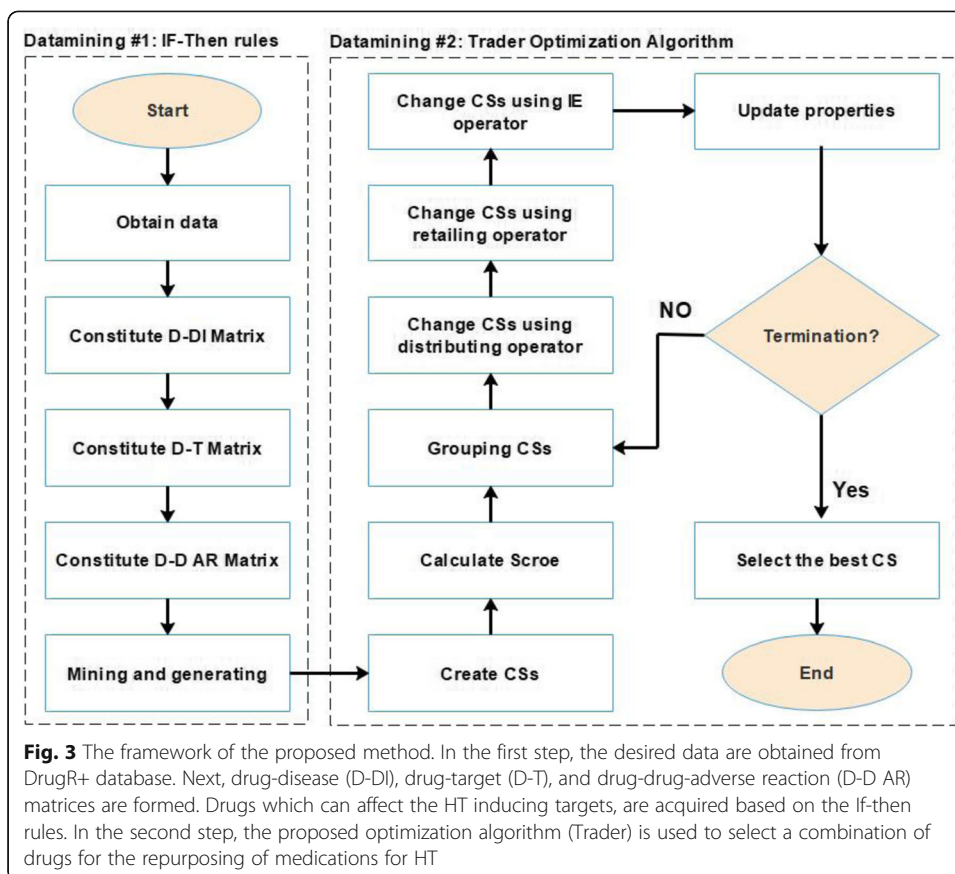 Datamining #1: IF-Then rules
Start
Obtain data
Constitute D-DI Matrix
Constitute D-T Matrix
Constitute D-D AR Matrix
Mining and generating
Datamining #2: Trader Optimization Algorithm
Change CSs using IE
operator
Change CSs using
retailing operator
Change CSs using
distributing operator
Grouping CSs
Calculate Scroe
Create CSs
Update properties
NO
Termination?
Yes
Select the best CS
End
Fig. 3 The framework of the proposed method. In the first step, the desired data are obtained from
DrugR+ database. Next, drug-disease (D-DI), drug-target (D-T), and drug-drug-adverse reaction (D-D AR)
matrices are formed. Drugs which can affect the HT inducing targets, are acquired based on the If-then
rules. In the second step, the proposed optimization algorithm (Trader) is used to select a combination of
drugs for the repurposing of medications for HT